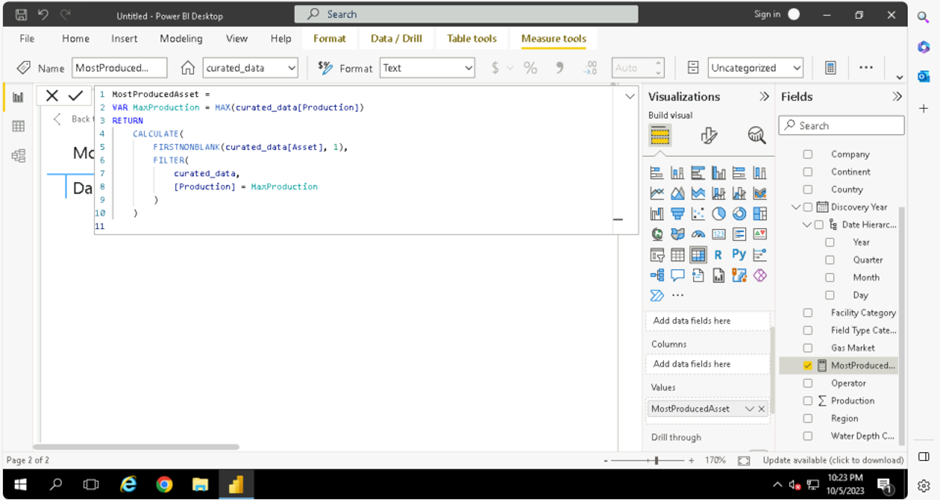 Untitled - Power BI Desktop
Search
Sign in
File Home Insert Modeling View Help Format Data / Drill Table tools Measure tools
Name MostProduced... curated_data Format Text $ % Auto Uncategorized
1 MostProducedAsset =
2 VAR MaxProduction = MAX(curated_data[Production])
3 RETURN
4 CALCULATE(
5 FIRSTNONBLANK(curated_data[Asset], 1),
6 FILTER(
7 curated_data,
8 [Production] = MaxProduction
9 )
10 )
11
Back t
Mo
Da
Visualizations
Build visual
R Py
Add data fields here
Columns
Add data fields here
Values
MostProducedAsset
Drill through
Fields
Search
Company
Continent
Country
Discovery Year
Date Hierarc...
Year
Quarter
Month
Day
Facility Category
Field Type Cate...
Gas Market
MostProduced...
Operator
Production
Region
Water Depth C...
Page 2 of 2
- + 170% Update available (click to download)
10:23 PM
10/5/2023
1